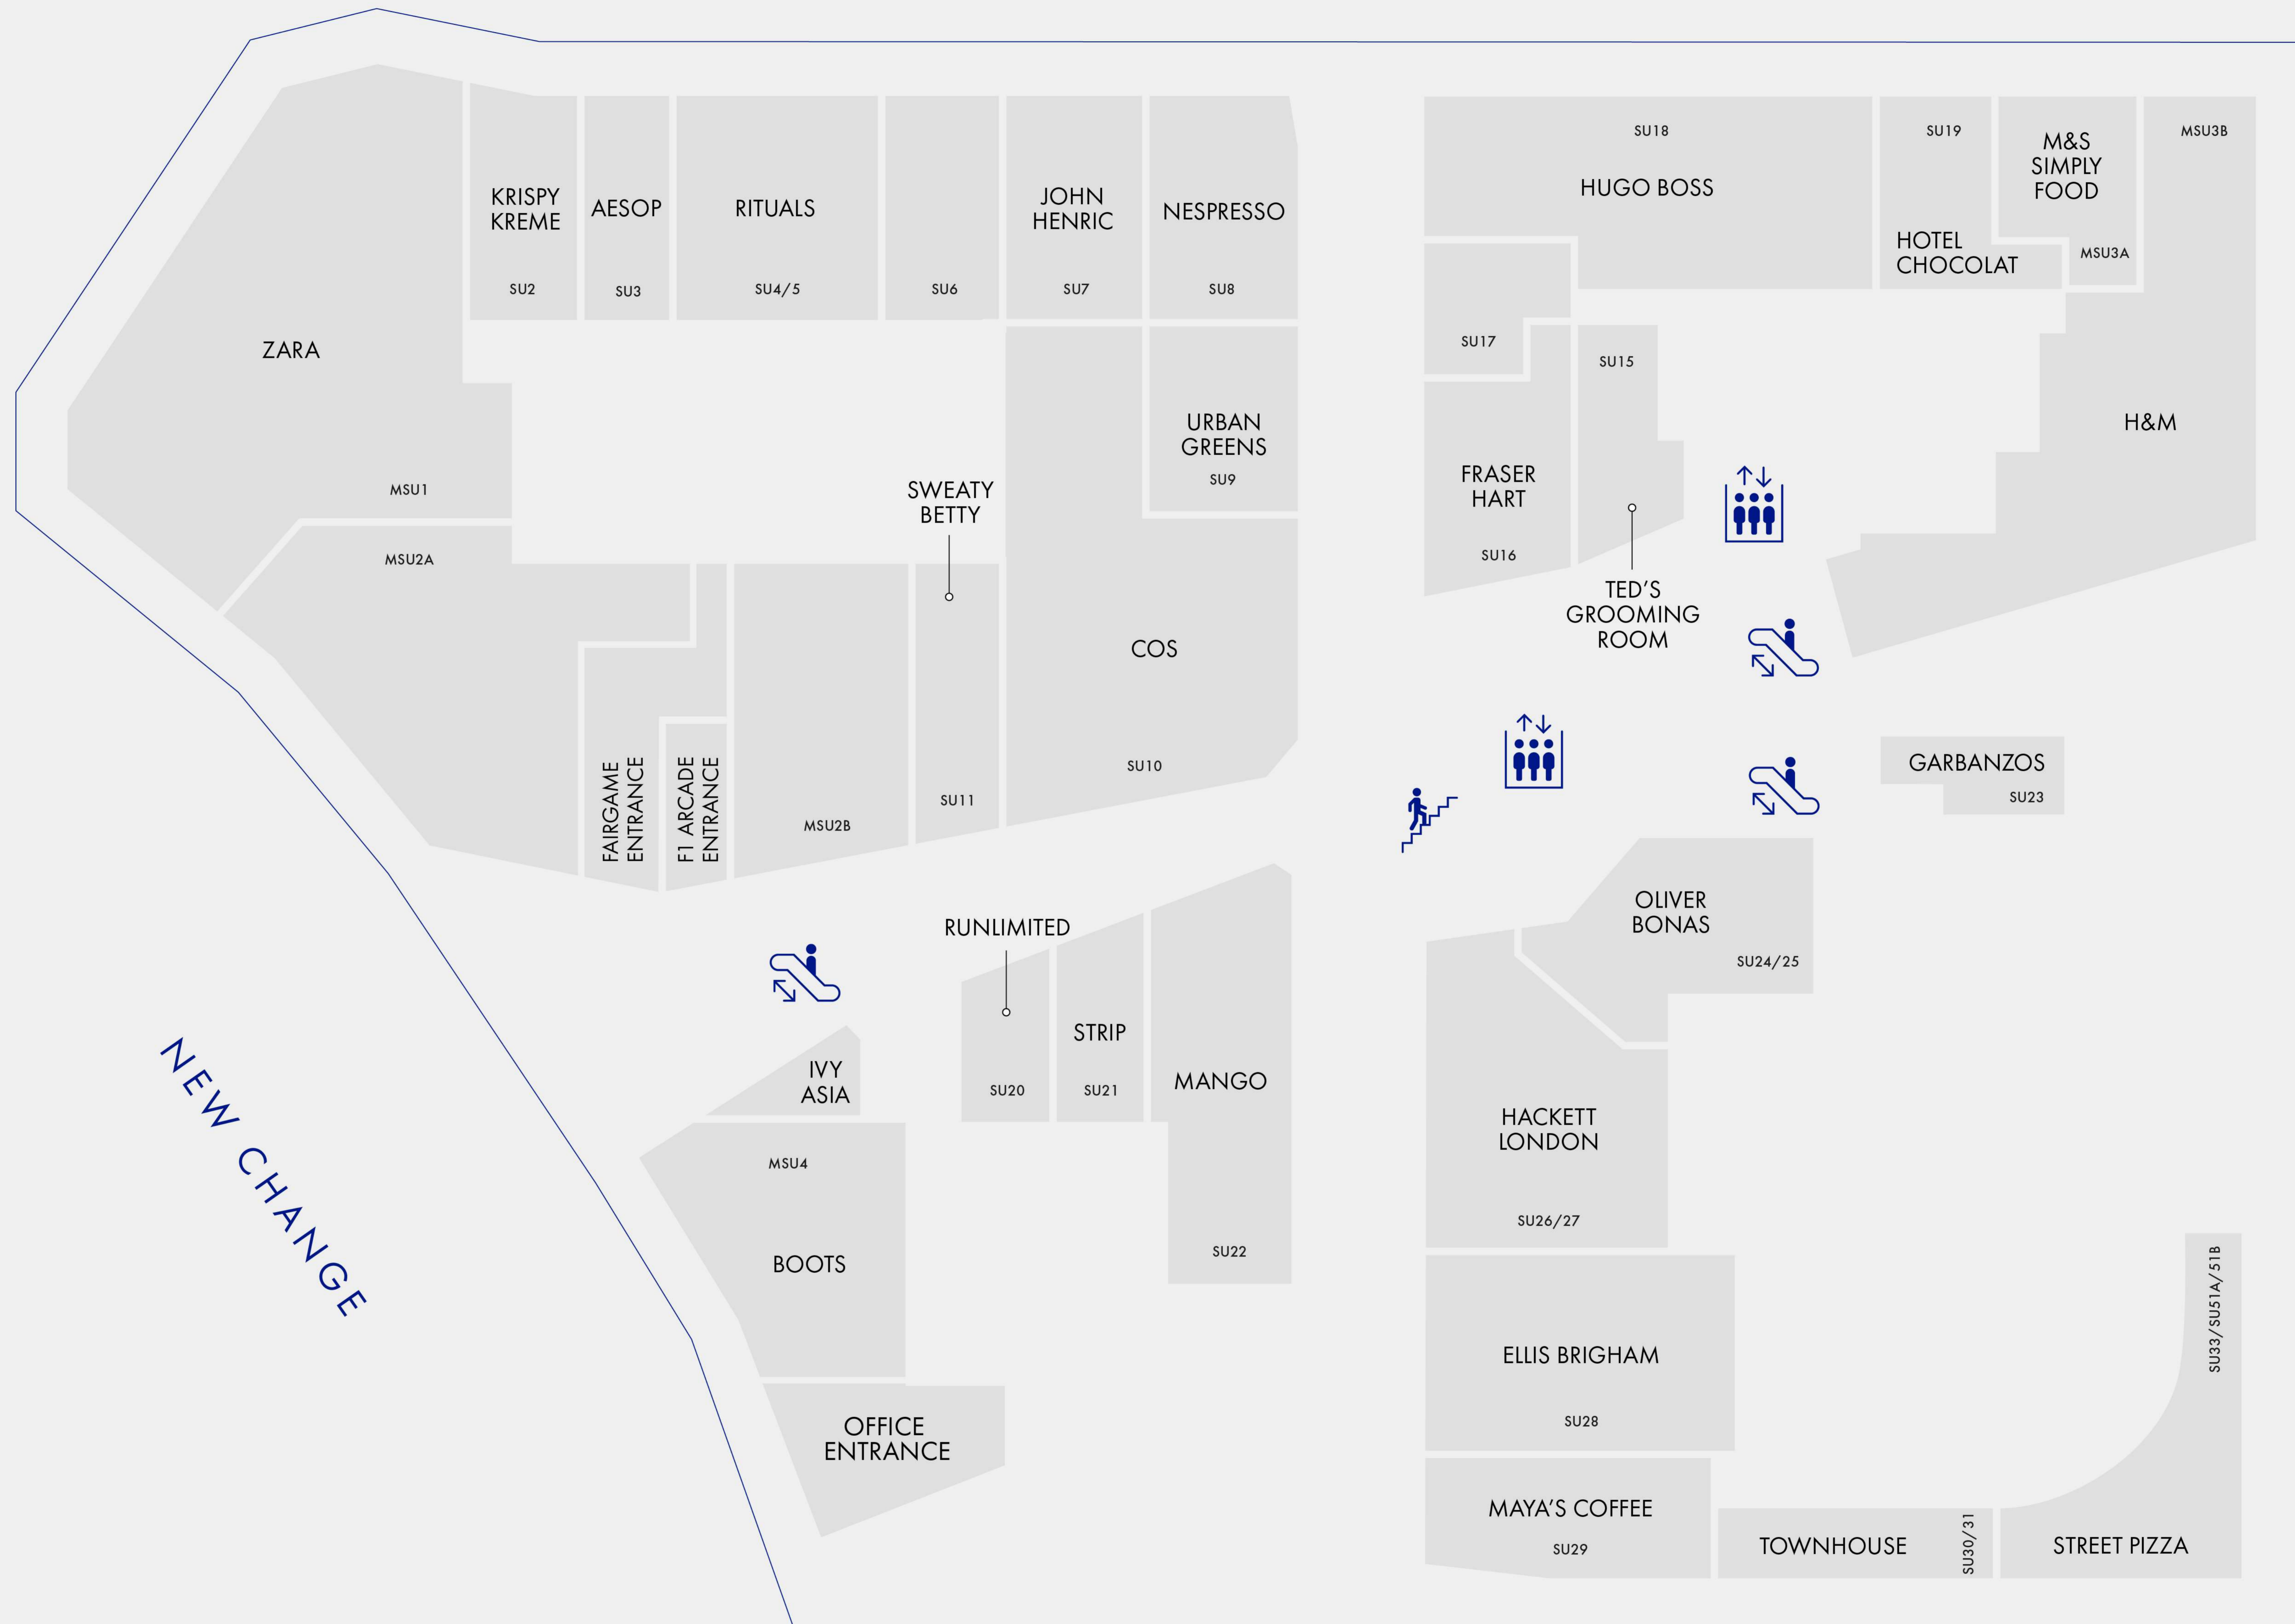 KRISPY
KREME
SU2
AESOP
SU3
RITUALS
SU4/5
SU6
JOHN
HENRIC
SU7
NESPRESSO
SU8
SU18
HUGO BOSS
SU19
HOTEL
CHOCOLAT
M&S
SIMPLY
FOOD
MSU3A
MSU3B
H&M
ZARA
MSU1
MSU2A
SWEATY
BETTY
URBAN
GREENS
SU9
SU17
SU15
FRASER
HART
SU16
TED'S
GROOMING
ROOM
COS
SU10
FAIRGAME
ENTRANCE
F1 ARCADE
ENTRANCE
MSU2B
SU11
GARBANZOS
SU23
OLIVER
BONAS
SU24/25
RUNLIMITED
SU20
STRIP
SU21
MANGO
SU22
IVY
ASIA
MSU4
BOOTS
OFFICE
ENTRANCE
NEW CHANGE
HACKETT
LONDON
SU26/27
ELLIS BRIGHAM
SU28
MAYA'S COFFEE
SU29
TOWNHOUSE
SU30/31
STREET PIZZA
SU33/SU51A/51B